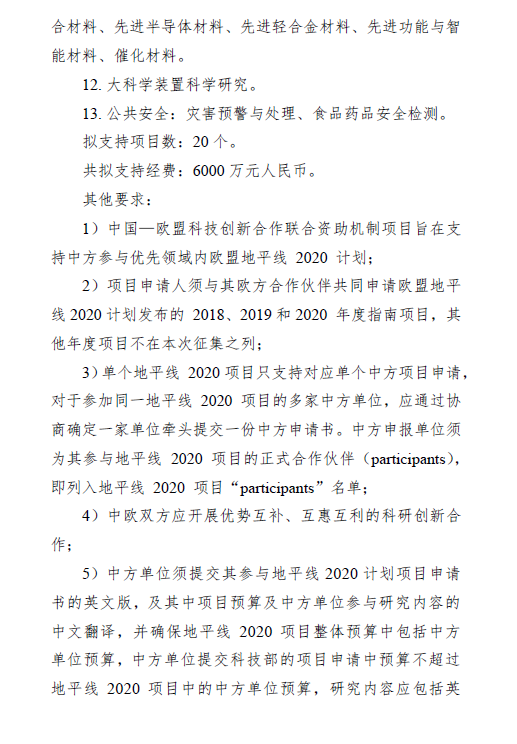 合材料、先进半导体材料、先进轻合金材料、先进功能与智
能材料、催化材料。
12. 大科学装置科学研究。
13. 公共安全：灾害预警与处理、食品药品安全检测。
拟支持项目数：20 个。
共拟支持经费：6000 万元人民币。
其他要求：
1）中国—欧盟科技创新合作联合资助机制项目旨在支
持中方参与优先领域内欧盟地平线 2020 计划；
2）项目申请人须与其欧方合作伙伴共同申请欧盟地平
线 2020 计划发布的 2018、2019 和 2020 年度指南项目，其
他年度项目不在本次征集之列；
3）单个地平线 2020 项目只支持对应单个中方项目申请，
对于参加同一地平线 2020 项目的多家中方单位，应通过协
商确定一家单位牵头提交一份中方申请书。中方申报单位须
为其参与地平线 2020 项目的正式合作伙伴（participants），
即列入地平线 2020 项目“participants”名单；
4）中欧双方应开展优势互补、互惠互利的科研创新合
作；
5）中方单位须提交其参与地平线 2020 计划项目申请
书的英文版，及其中项目预算及中方单位参与研究内容的
中文翻译，并确保地平线 2020 项目整体预算中包括中方
单位预算，中方单位提交科技部的项目申请中预算不超过
地平线 2020 项目中的中方单位预算，研究内容应包括英